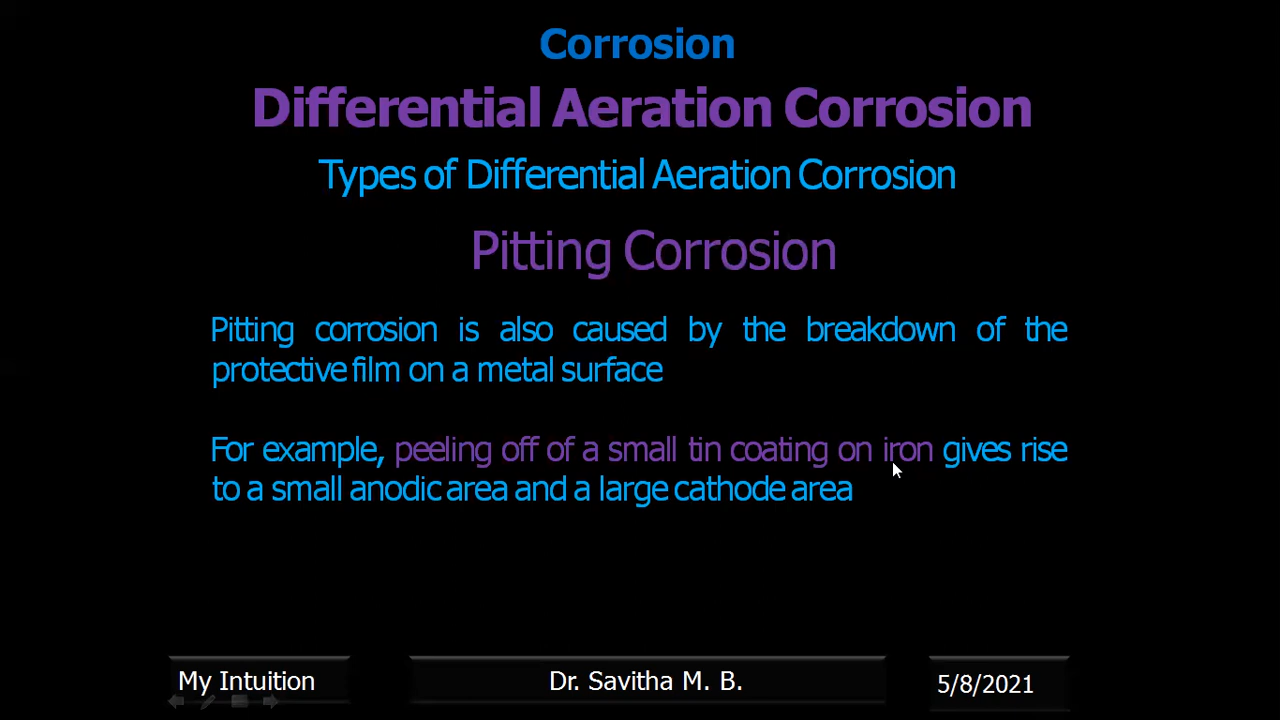 Corrosion
Differential Aeration Corrosion
Types of Differential Aeration Corrosion
Pitting Corrosion
Pitting corrosion is also caused by the breakdown of the
protective film on a metal surface
For example, peeling off of a small tin coating on iron gives rise
to a small anodic area and a large cathode area
My Intuition
Dr. Savitha M. B.
5/8/2021